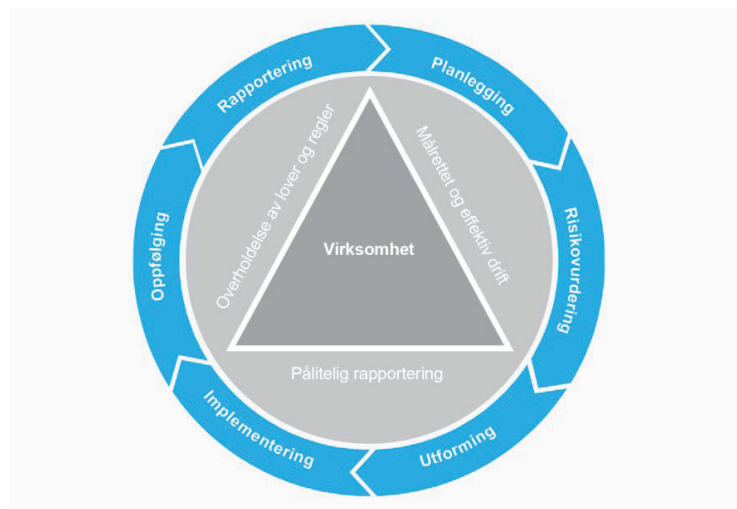 Rapportering
Planlegging
Risikovurdering
Utforming
Implementering
Oppfølging
Overholdelse av lover og regler
Målrettet og effektiv drift
Pålitelig rapportering
Virksomhet